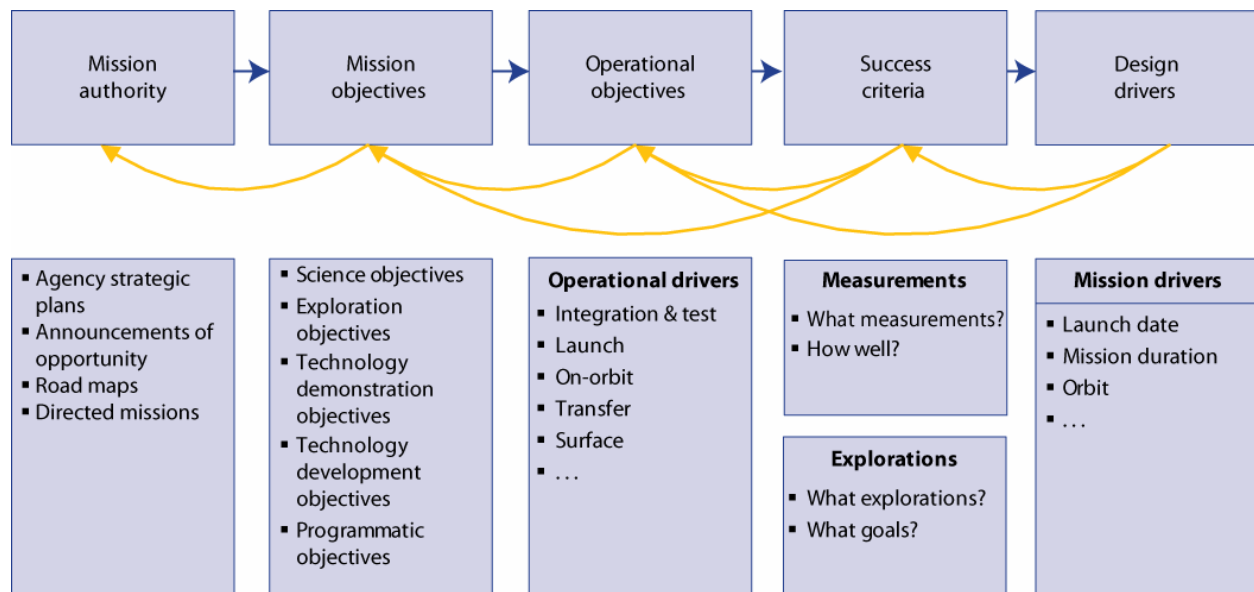 Mission
authority
Mission
objectives
Operational
objectives
Success
criteria
Design
drivers
▪ Agency strategic
plans
▪ Announcements of
opportunity
▪ Road maps
▪ Directed missions
▪ Science objectives
▪ Exploration
objectives
▪ Technology
demonstration
objectives
▪ Technology
development
objectives
▪ Programmatic
objectives
Operational drivers
▪ Integration & test
▪ Launch
▪ On-orbit
▪ Transfer
▪ Surface
▪ . . .
Measurements
▪ What measurements?
▪ How well?
Explorations
▪ What explorations?
▪ What goals?
Mission drivers
▪ Launch date
▪ Mission duration
▪ Orbit
▪ . . .